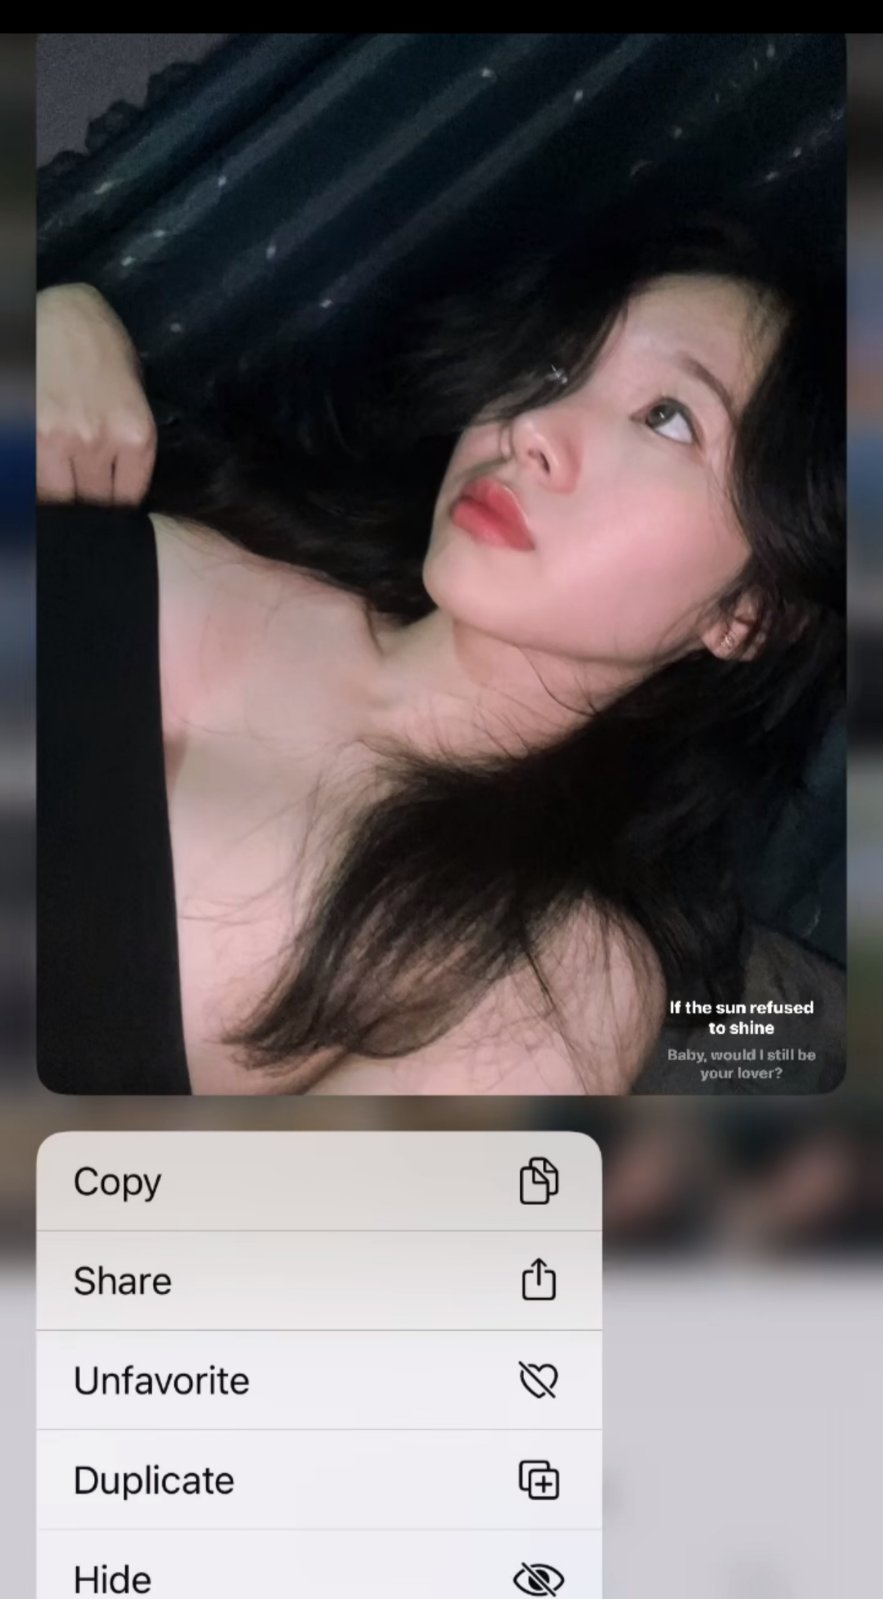 If the sun refused
to shine
Baby, would I still be
your lover?
Copy
Share
Unfavorite
Duplicate
Hide